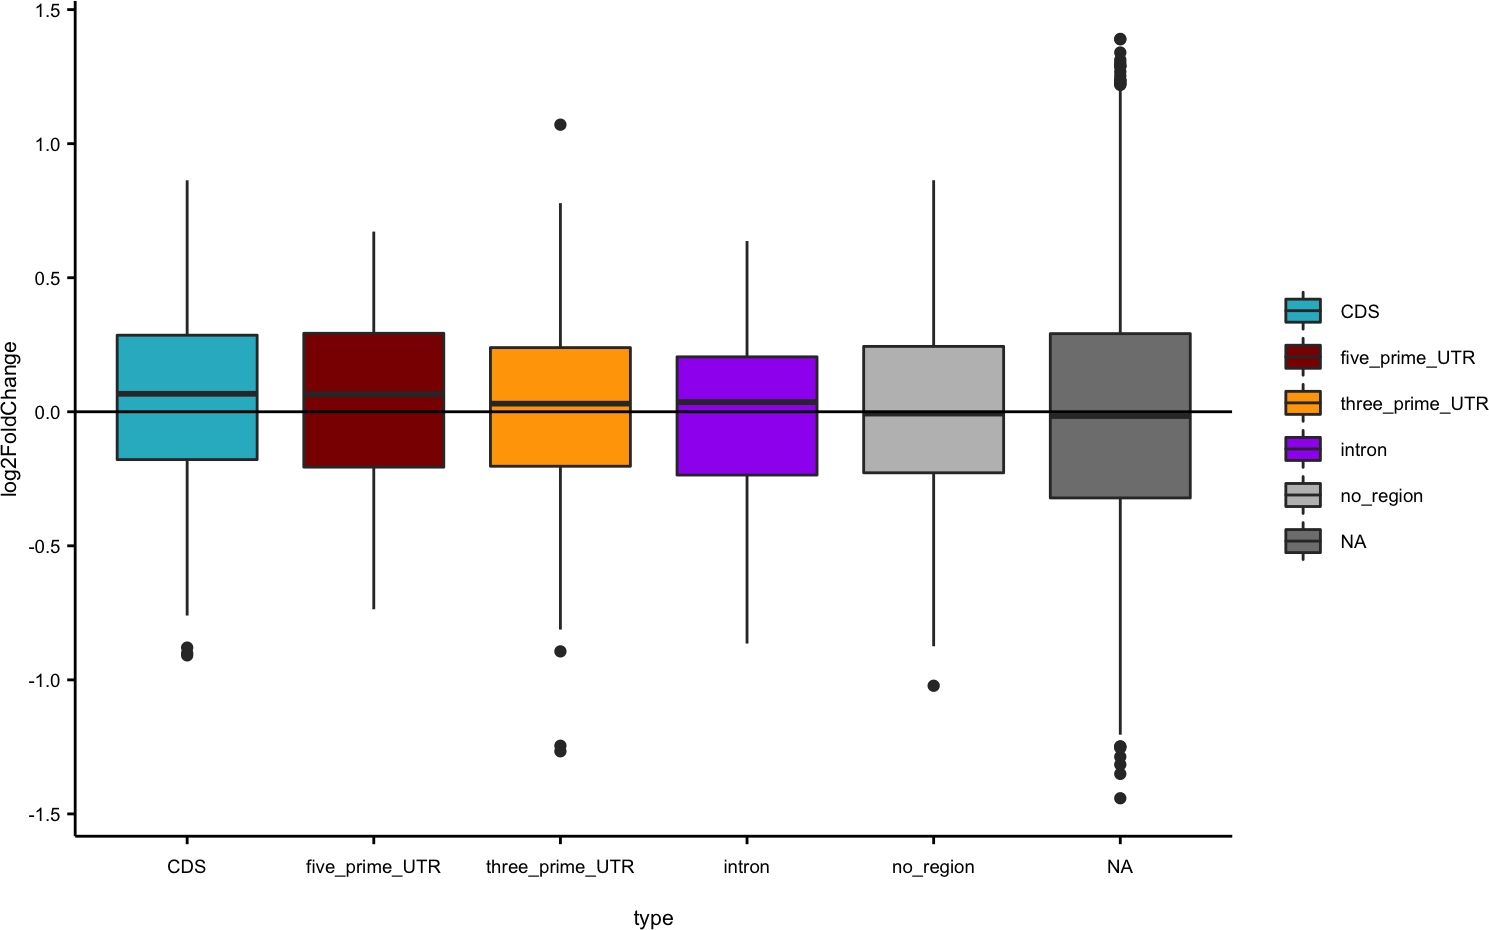 log2FoldChange
1.5
1.0
0.5
0.0
-0.5
-1.0
-1.5
CDS
five_prime_UTR
three_prime_UTR
intron
no_region
NA
type
CDS
five_prime_UTR
three_prime_UTR
intron
no_region
NA